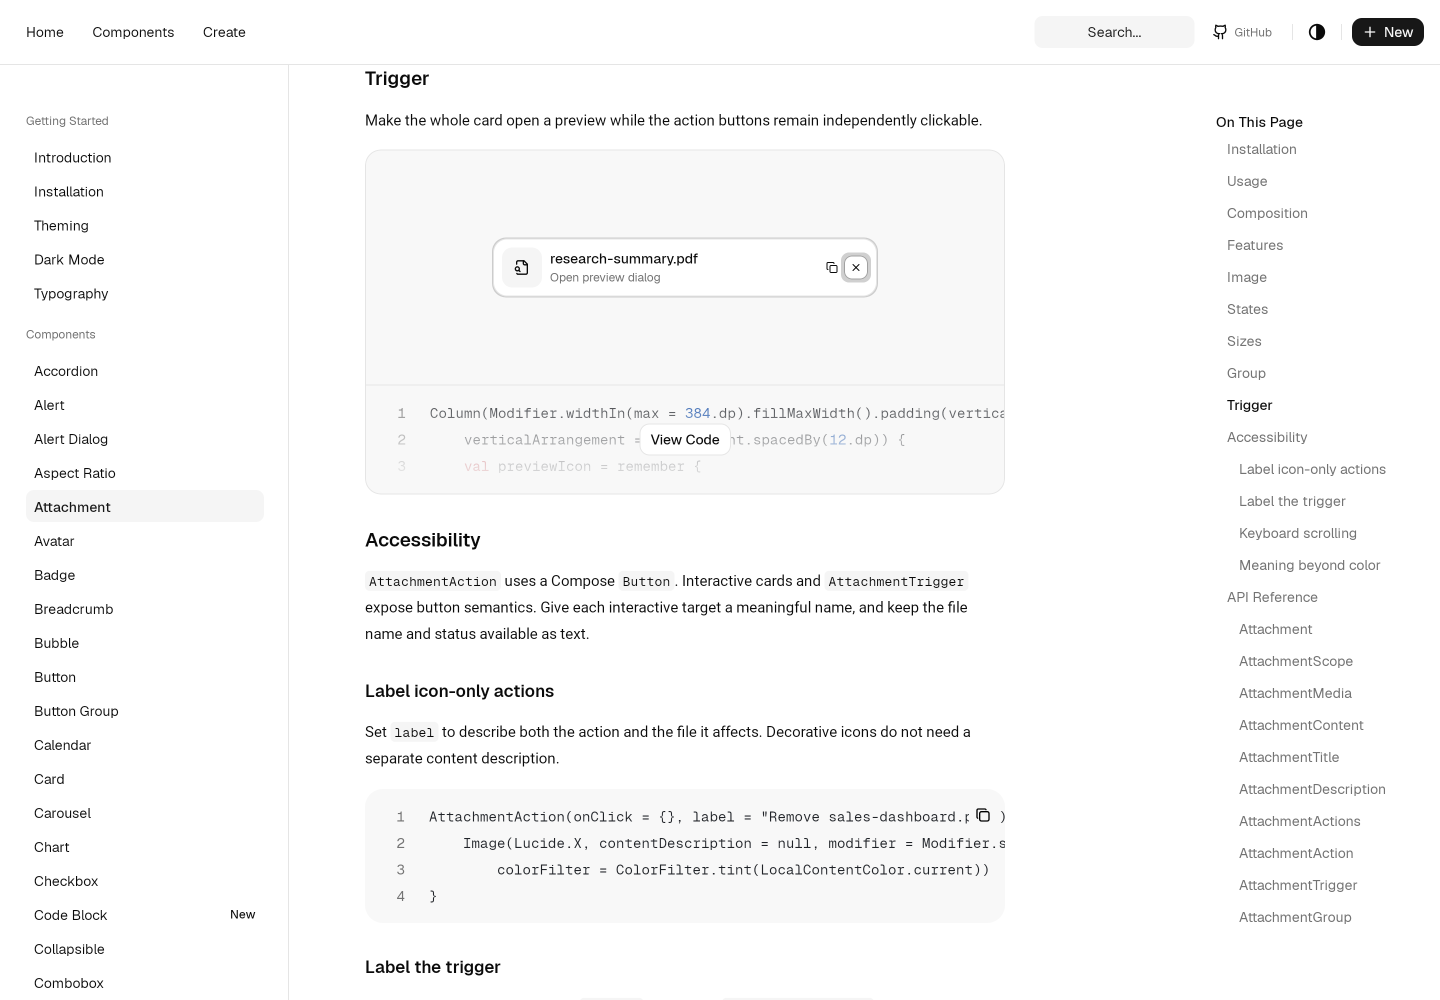 Home Components Create Search... GitHub New
Getting Started
Introduction
Installation
Theming
Dark Mode
Typography
Components
Accordion
Alert
Alert Dialog
Aspect Ratio
Attachment
Avatar
Badge
Breadcrumb
Bubble
Button
Button Group
Calendar
Card
Carousel
Chart
Checkbox
Code Block New
Collapsible
Combobox
Trigger
Make the whole card open a preview while the action buttons remain independently clickable.
research-summary.pdf
Open preview dialog
1 Column(Modifier.widthIn(max = 384.dp).fillMaxWidth().padding(vertica
2 verticalArrangement = nt.spacedBy(12.dp)) {
View Code
3 val previewIcon = remember {
Accessibility
AttachmentAction uses a Compose Button. Interactive cards and AttachmentTrigger
expose button semantics. Give each interactive target a meaningful name, and keep the file
name and status available as text.
Label icon-only actions
Set label to describe both the action and the file it affects. Decorative icons do not need a
separate content description.
1 AttachmentAction(onClick = {}, label = "Remove sales-dashboard.p )
2 Image(Lucide.X, contentDescription = null, modifier = Modifier.s
3 colorFilter = ColorFilter.tint(LocalContentColor.current))
4 }
Label the trigger
On This Page
Installation
Usage
Composition
Features
Image
States
Sizes
Group
Trigger
Accessibility
Label icon-only actions
Label the trigger
Keyboard scrolling
Meaning beyond color
API Reference
Attachment
AttachmentScope
AttachmentMedia
AttachmentContent
AttachmentTitle
AttachmentDescription
AttachmentActions
AttachmentAction
AttachmentTrigger
AttachmentGroup